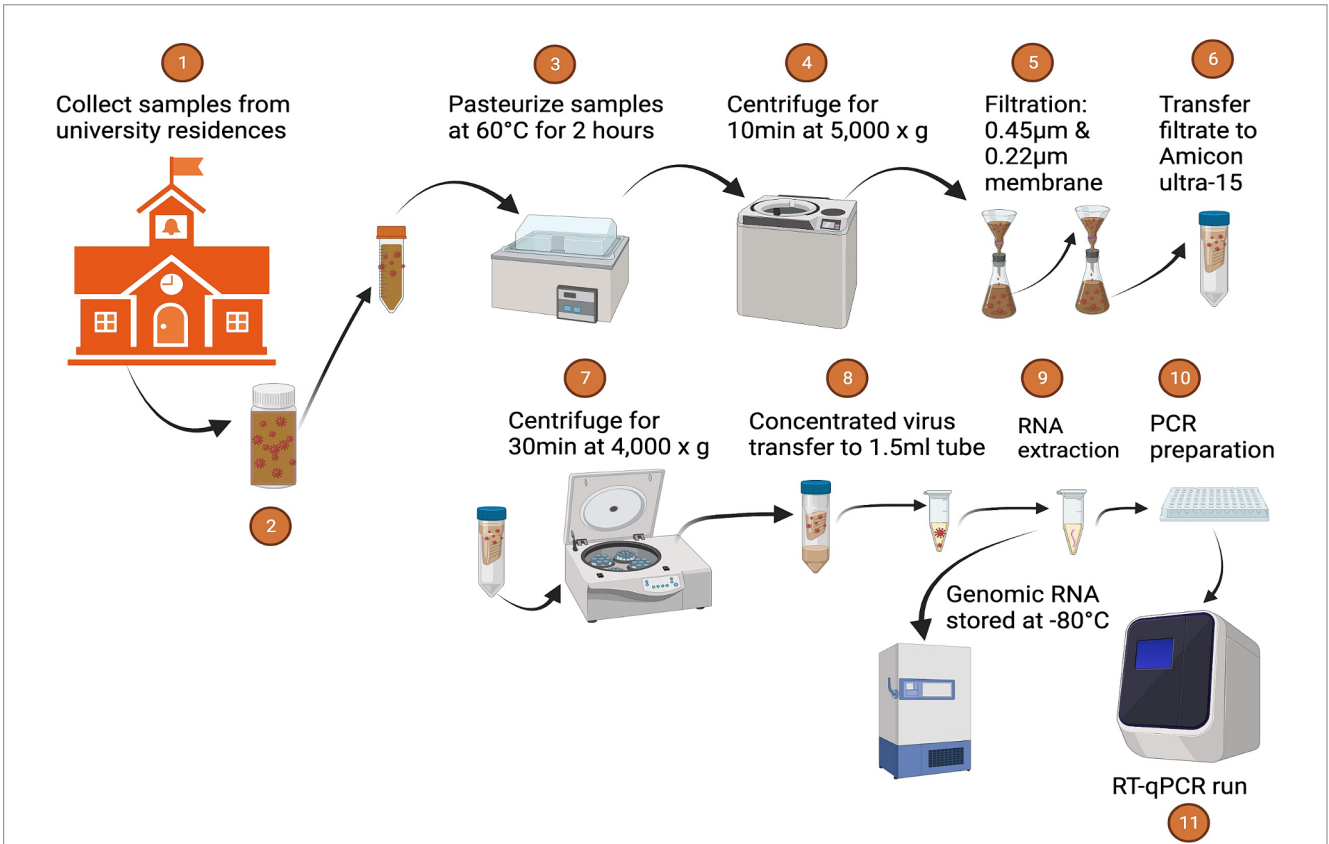 1
Collect samples from
university residences
2
3
Pasteurize samples
at 60°C for 2 hours
4
Centrifuge for
10min at 5,000 x g
5
Filtration:
0.45µm &
0.22µm
membrane
6
Transfer
filtrate to
Amicon
ultra-15
7
Centrifuge for
30min at 4,000 x g
8
Concentrated virus
transfer to 1.5ml tube
9
RNA
extraction
10
PCR
preparation
Genomic RNA
stored at -80°C
RT-qPCR run
11